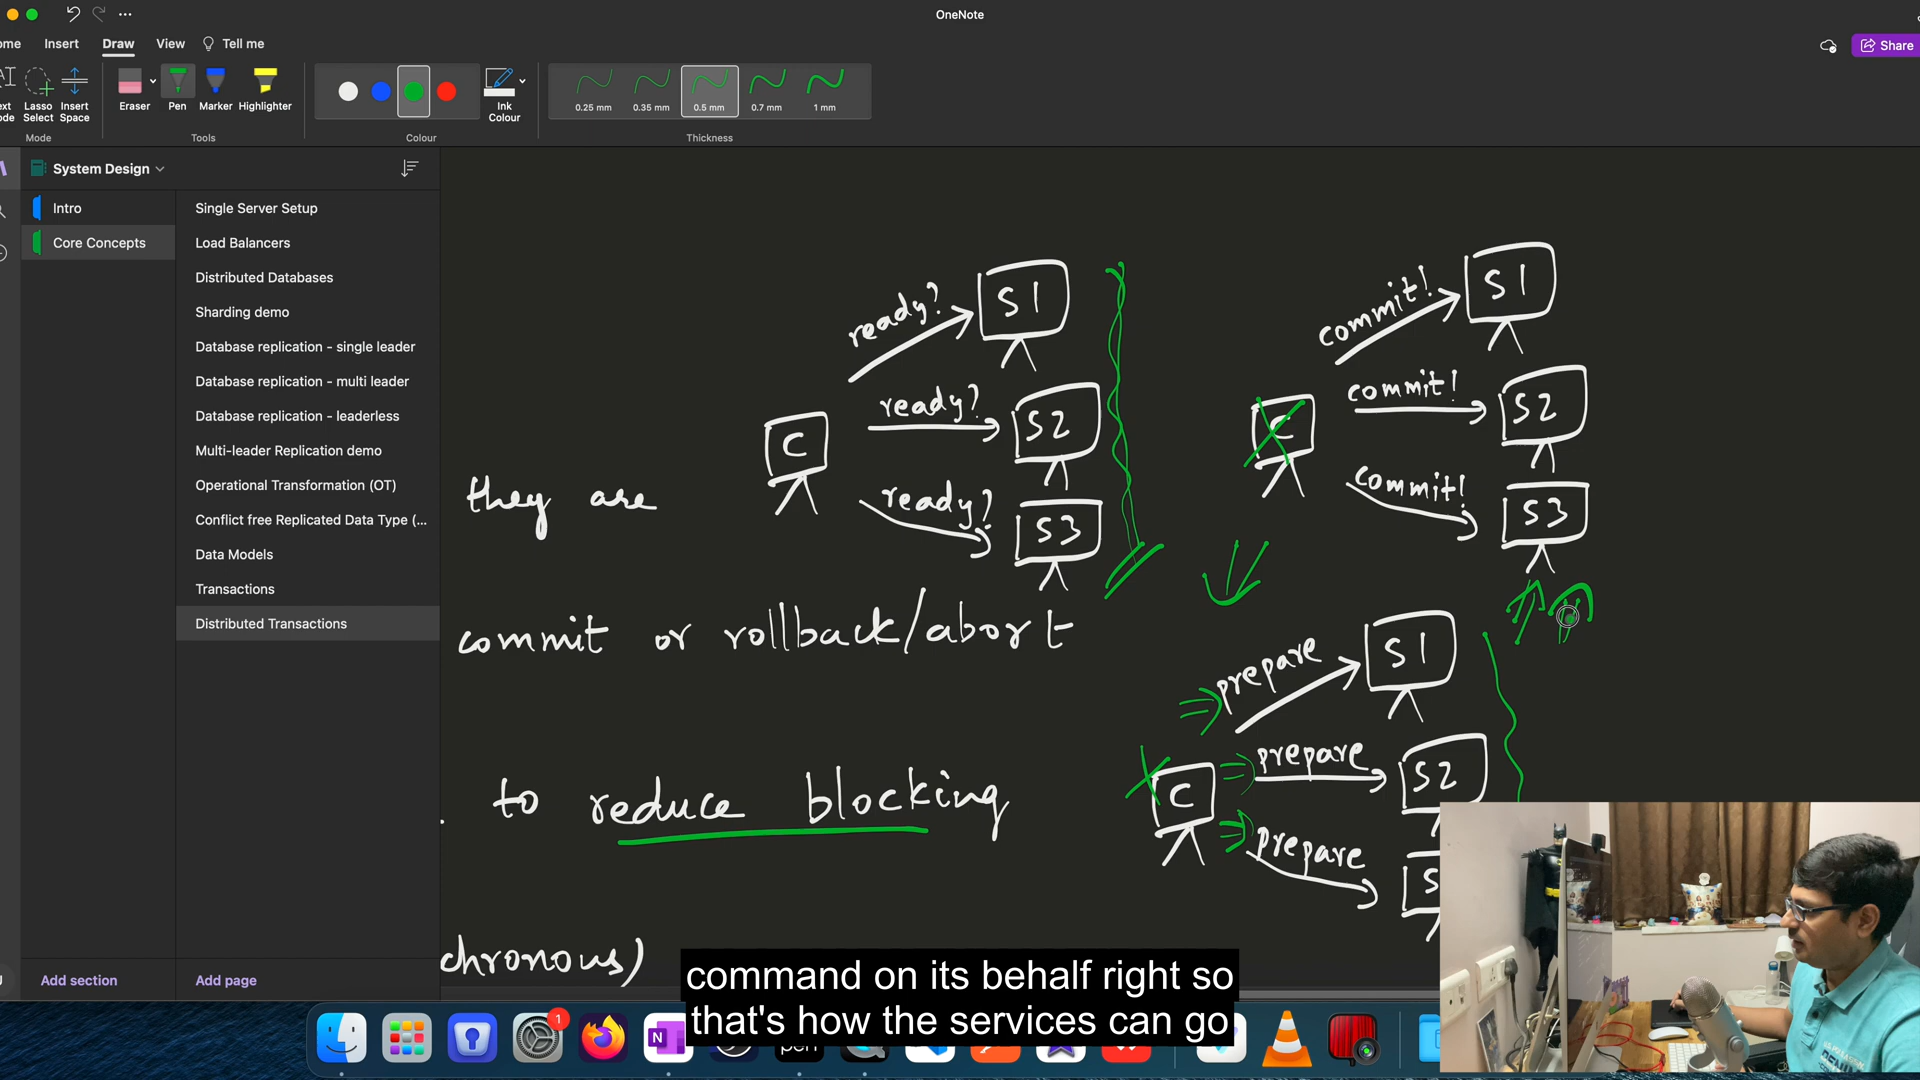 OneNote
ome
Insert
Draw
View
Tell me
Share
Lasso Select
Insert Space
Mode
Eraser
Pen
Marker
Highlighter
Tools
Ink Colour
Colour
0.25 mm
0.35 mm
0.5 mm
0.7 mm
1 mm
Thickness
System Design
Intro
Core Concepts
Single Server Setup
Load Balancers
Distributed Databases
Sharding demo
Database replication - single leader
Database replication - multi leader
Database replication - leaderless
Multi-leader Replication demo
Operational Transformation (OT)
Conflict free Replicated Data Type (...
Data Models
Transactions
Distributed Transactions
Add section
Add page
ready?
S1
ready?
S2
C
ready?
S3
commit!
S1
commit!
S2
C
commit!
S3
they are
commit or rollback/abort
prepare
S1
prepare
S2
C
prepare
S
. to reduce blocking
chronous)
command on its behalf right so
that's how the services can go
1
N
pen